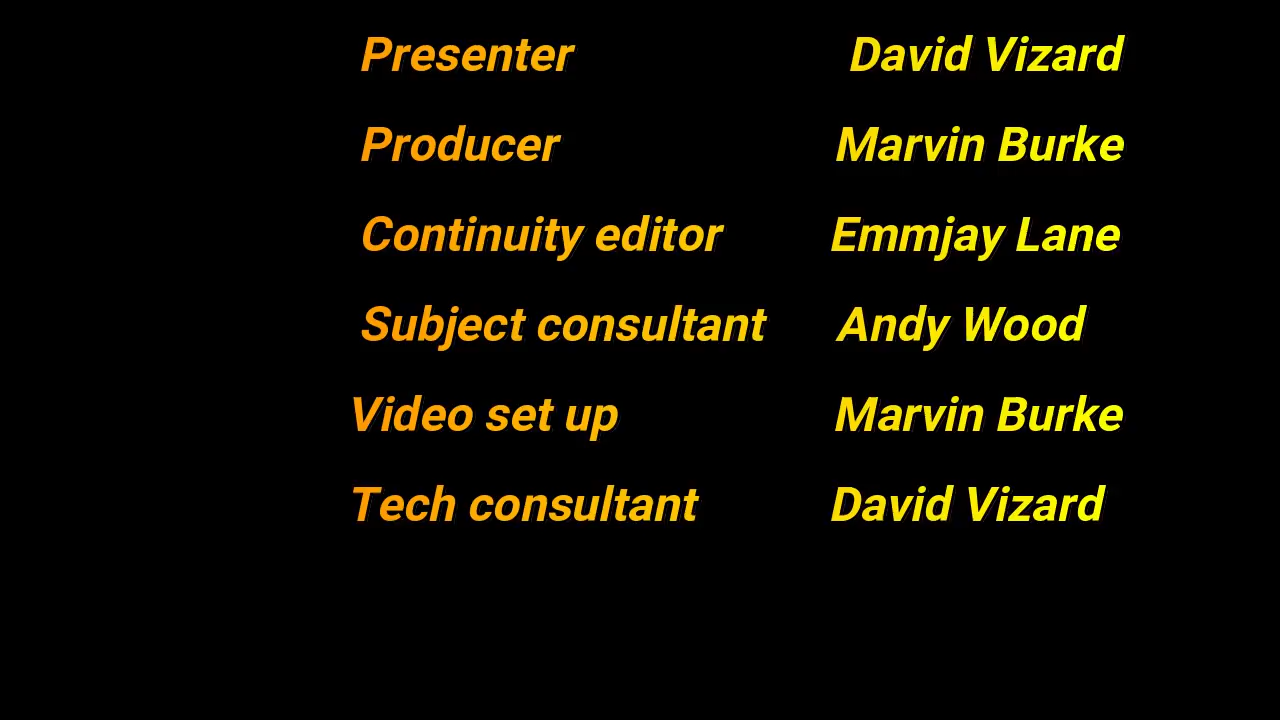 Presenter David Vizard
Producer Marvin Burke
Continuity editor Emmjay Lane
Subject consultant Andy Wood
Video set up Marvin Burke
Tech consultant David Vizard